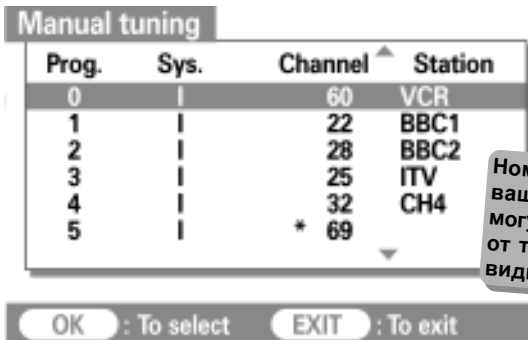 Manual tuning
Prog. Sys. Channel Station
0 I 60 VCR
1 I 22 BBC1
2 I 28 BBC2
3 I 25 ITV
4 I 32 CH4
5 I * 69
от т
OK : To select EXIT : To exit